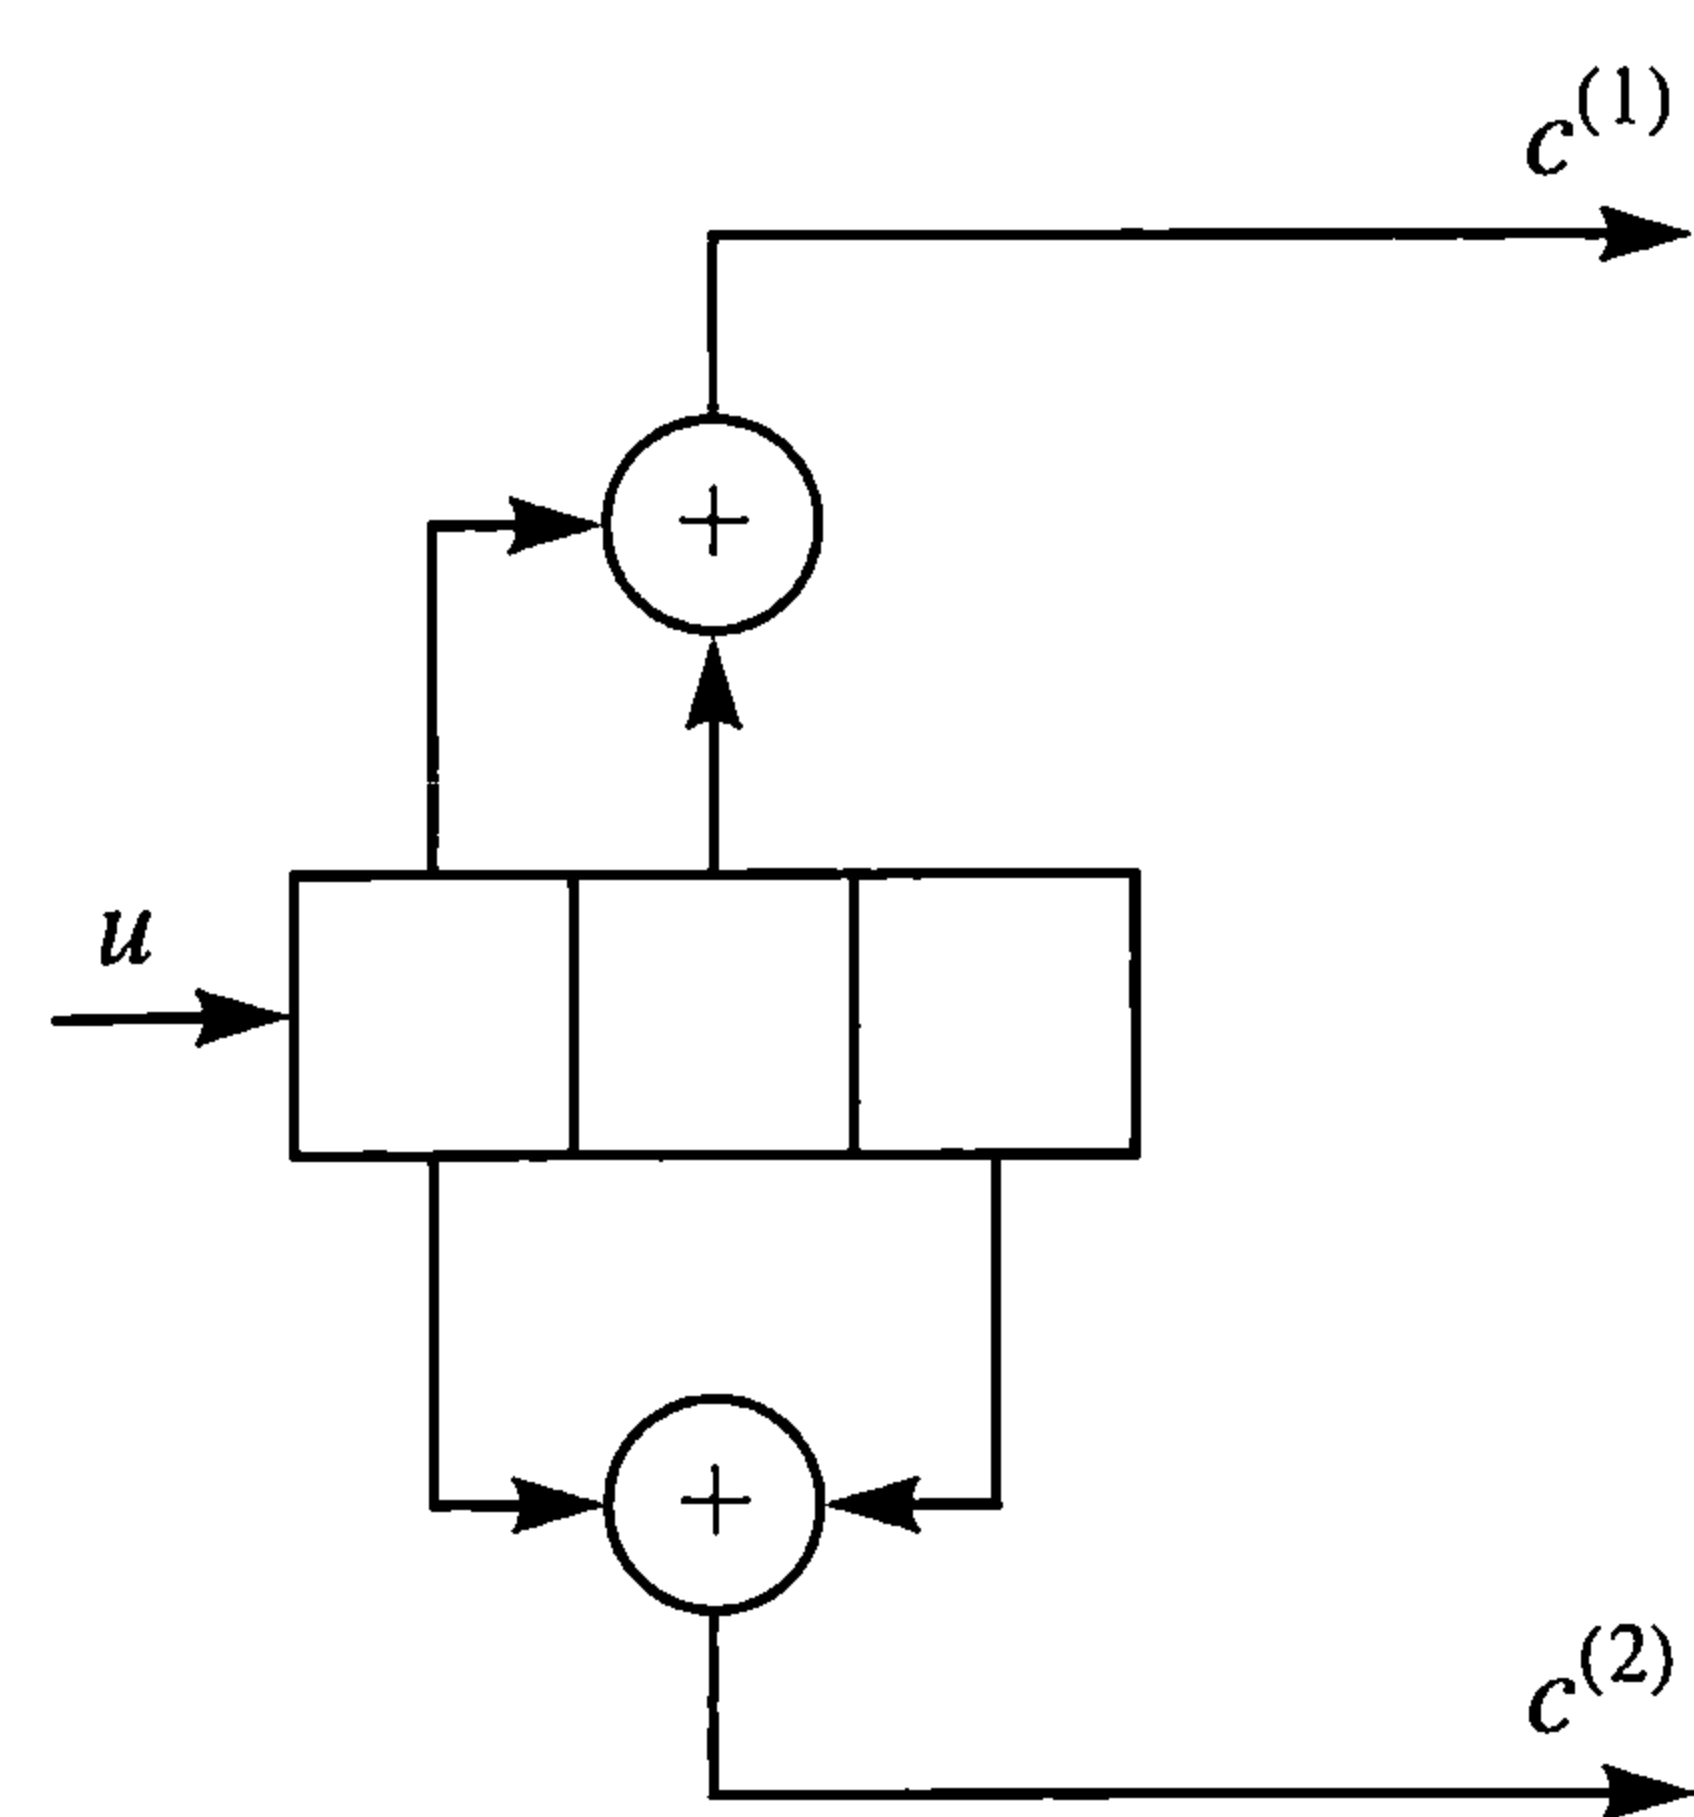 c^(1)
+
u
+
c^(2)